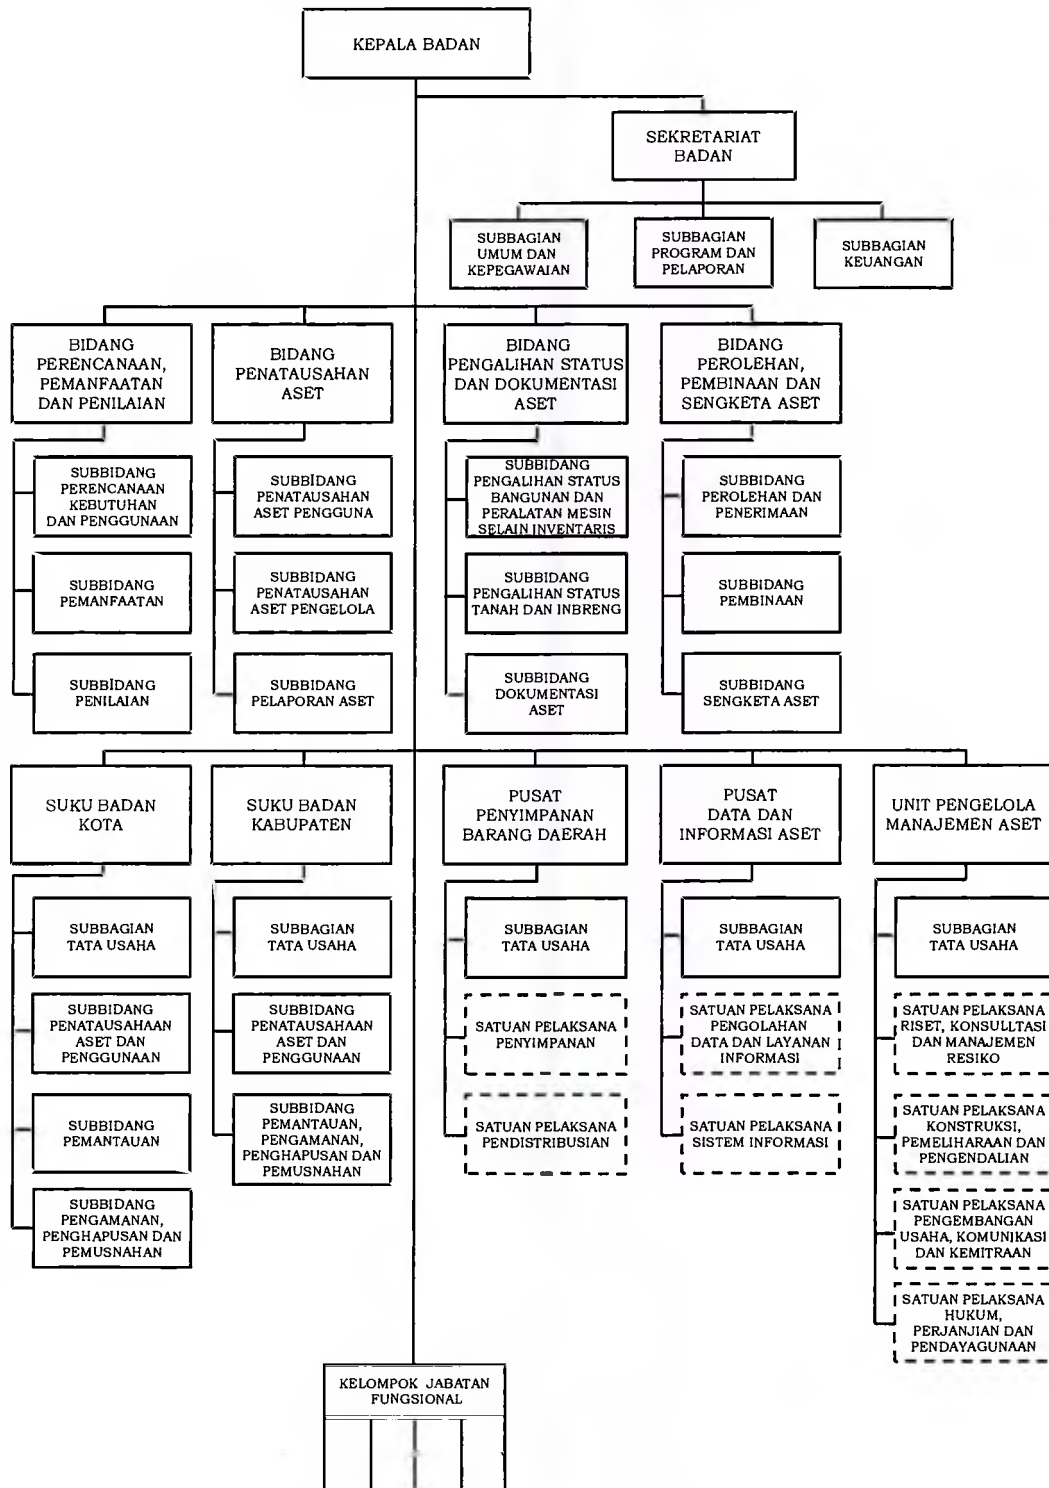 KEPALA BADAN
SEKRETARIAT
BADAN
SUBBAGIAN
UMUM DAN
KEPEGAWAIAN
SUBBAGIAN
PROGRAM DAN
PELAPORAN
SUBBAGIAN
KEUANGAN
BIDANG
PERENCANAAN,
PEMANFAATAN
DAN PENILAIAN
BIDANG
PENATAUSAHAN
ASET
BIDANG
PENGALIHAN STATUS
DAN DOKUMENTASI
ASET
BIDANG
PEROLEHAN,
PEMBINAAN DAN
SENGKETA ASET
SUBBIDANG
PERENCANAAN
KEBUTUHAN
DAN PENGGUNAAN
SUBBIDANG
PENATAUSAHAN
ASET PENGGUNA
SUBBIDANG
PENGALIHAN STATUS
BANGUNAN DAN
PERALATAN MESIN
SELAIN INVENTARIS
SUBBIDANG
PEROLEHAN DAN
PENERIMAAN
SUBBIDANG
PEMANFAATAN
SUBBIDANG
PENATAUSAHAN
ASET PENGELOLA
SUBBIDANG
PENGALIHAN STATUS
TANAH DAN INBRENG
SUBBIDANG
PEMBINAAN
SUBBIDANG
PENILAIAN
SUBBIDANG
PELAPORAN ASET
SUBBIDANG
DOKUMENTASI
ASET
SUBBIDANG
SENGKETA ASET
SUKU BADAN
KOTA
SUKU BADAN
KABUPATEN
PUSAT
PENYIMPANAN
BARANG DAERAH
PUSAT
DATA DAN
INFORMASI ASET
UNIT PENGELOLA
MANAJEMEN ASET
SUBBAGIAN
TATA USAHA
SUBBAGIAN
TATA USAHA
SUBBAGIAN
TATA USAHA
SUBBAGIAN
TATA USAHA
SUBBAGIAN
TATA USAHA
SUBBIDANG
PENATAUSAHAAN
ASET DAN
PENGGUNAAN
SUBBIDANG
PENATAUSAHAAN
ASET DAN
PENGGUNAAN
SATUAN PELAKSANA
PENYIMPANAN
SATUAN PELAKSANA
PENGOLAHAN
DATA DAN LAYANAN
INFORMASI
SATUAN PELAKSANA
RISET, KONSULLTASI
DAN MANAJEMEN
RESIKO
SUBBIDANG
PEMANTAUAN
SUBBIDANG
PEMANTAUAN,
PENGAMANAN,
PENGHAPUSAN DAN
PEMUSNAHAN
SATUAN PELAKSANA
PENDISTRIBUSIAN
SATUAN PELAKSANA
SISTEM INFORMASI
SATUAN PELAKSANA
KONSTRUKSI,
PEMELIHARAAN DAN
PENGENDALIAN
SUBBIDANG
PENGAMANAN,
PENGHAPUSAN DAN
PEMUSNAHAN
SATUAN PELAKSANA
PENGEMBANGAN
USAHA, KOMUNIKASI
DAN KEMITRAAN
SATUAN PELAKSANA
HUKUM,
PERJANJIAN DAN
PENDAYAGUNAAN
KELOMPOK JABATAN
FUNGSIONAL